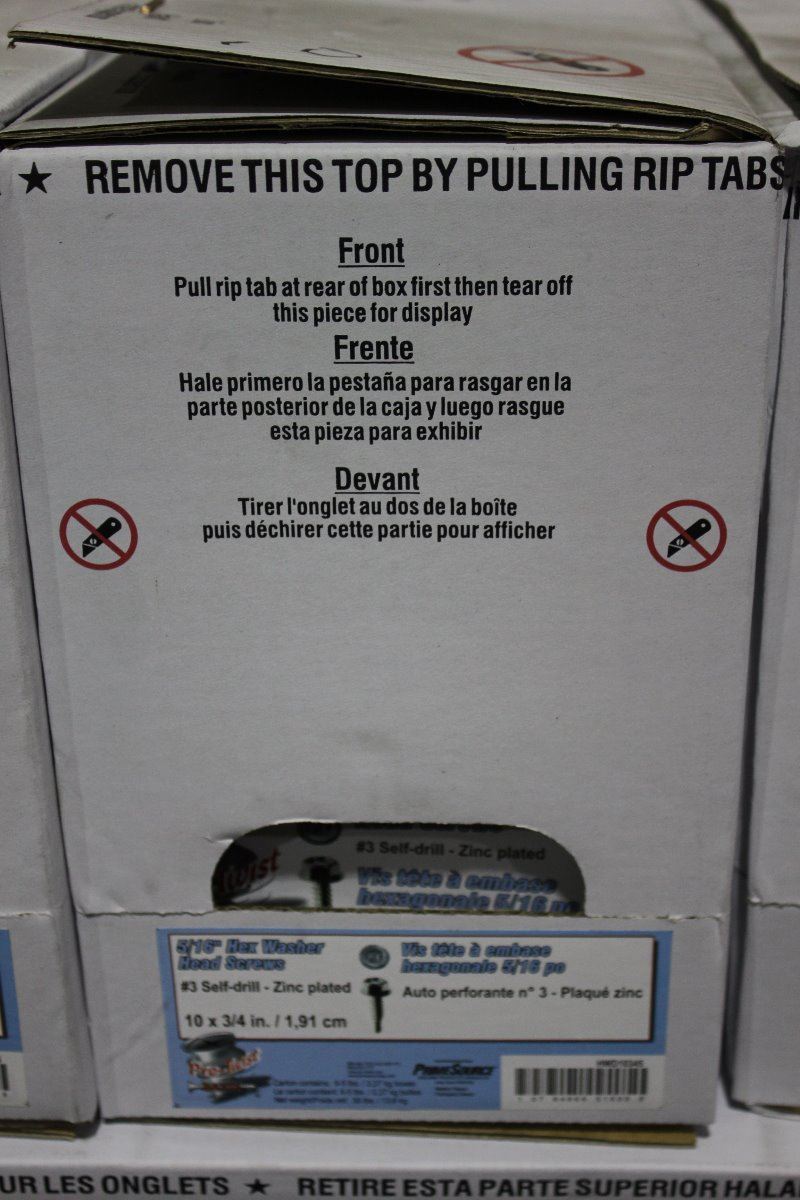 ★ REMOVE THIS TOP BY PULLING RIP TABS
Front
Pull rip tab at rear of box first then tear off
this piece for display
Frente
Hale primero la pestaña para rasgar en la
parte posterior de la caja y luego rasgue
esta pieza para exhibir
Devant
Tirer l'onglet au dos de la boîte
puis déchirer cette partie pour afficher
twist
#3 Self-drill - Zinc plated
Vis tête à embase
hexagonale 5/16 po
5/16" Hex Washer
Head Screws
#3 Self-drill - Zinc plated
10 x 3/4 in. / 1,91 cm
Vis tête à embase
hexagonale 5/16 po
Auto perforante n° 3 - Plaqué zinc
Pro-Twist
PrimeSource
UR LES ONGLETS ★ RETIRE ESTA PARTE SUPERIOR HALA